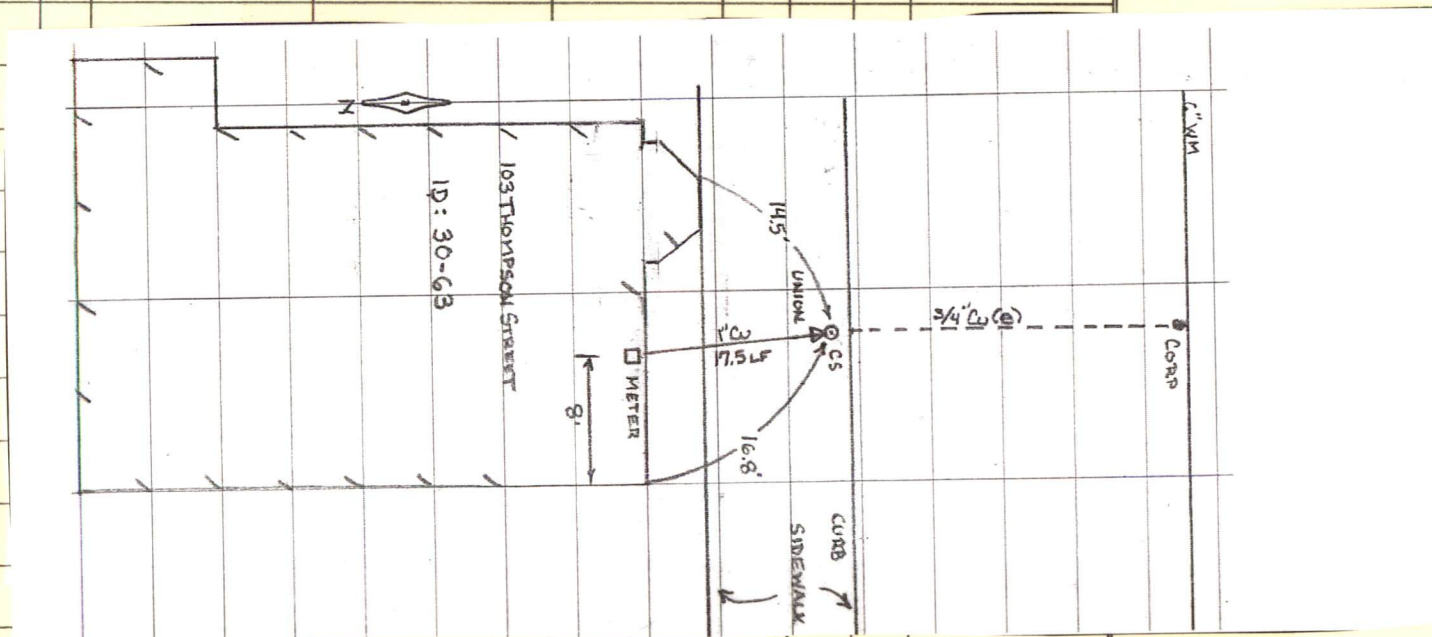 N
103 THOMPSON STREET
ID: 30-63
14.5'
UNION
CS
1" CU
17.5 LF
METER
8'
16.8'
3/4" CU (e)
CORP
6" WM
CURB
SIDEWALK